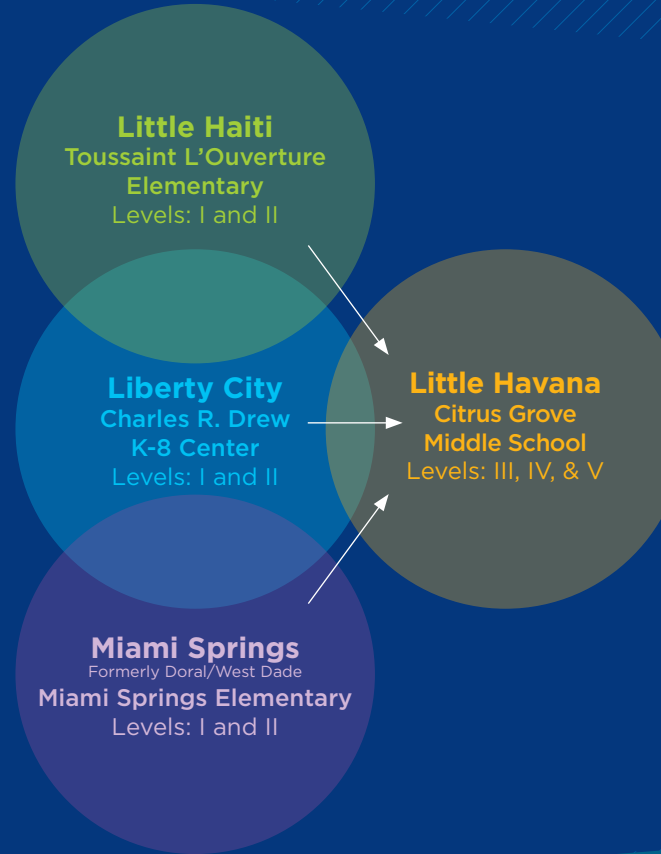 Little Haiti
Toussaint L'Ouverture
Elementary
Levels: I and II
Liberty City
Charles R. Drew
K-8 Center
Levels: I and II
Little Havana
Citrus Grove
Middle School
Levels: III, IV, & V
Miami Springs
Formerly Doral/West Dade
Miami Springs Elementary
Levels: I and II